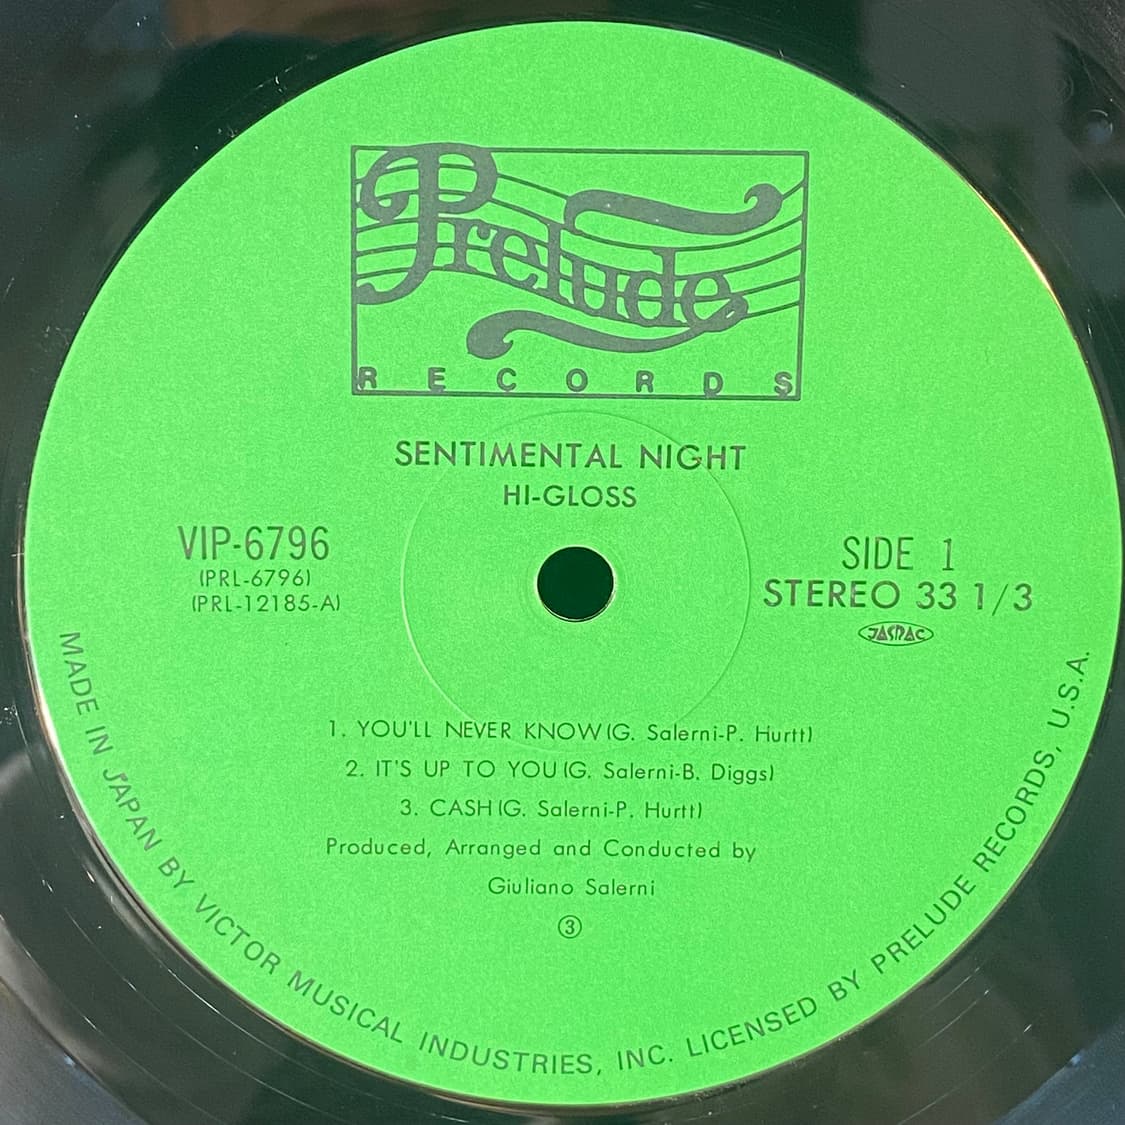 Prelude
RECORDS
SENTIMENTAL NIGHT
HI-GLOSS
VIP-6796
(PRL-6796)
(PRL-12185-A)
SIDE 1
STEREO 33 1/3
JASRAC
1. YOU'LL NEVER KNOW (G. Salerni-P. Hurtt)
2. IT'S UP TO YOU (G. Salerni-B. Diggs)
3. CASH (G. Salerni-P. Hurtt)
Produced, Arranged and Conducted by
Giuliano Salerni
③
MADE IN JAPAN BY VICTOR MUSICAL INDUSTRIES, INC. LICENSED BY PRELUDE RECORDS, U.S.A.